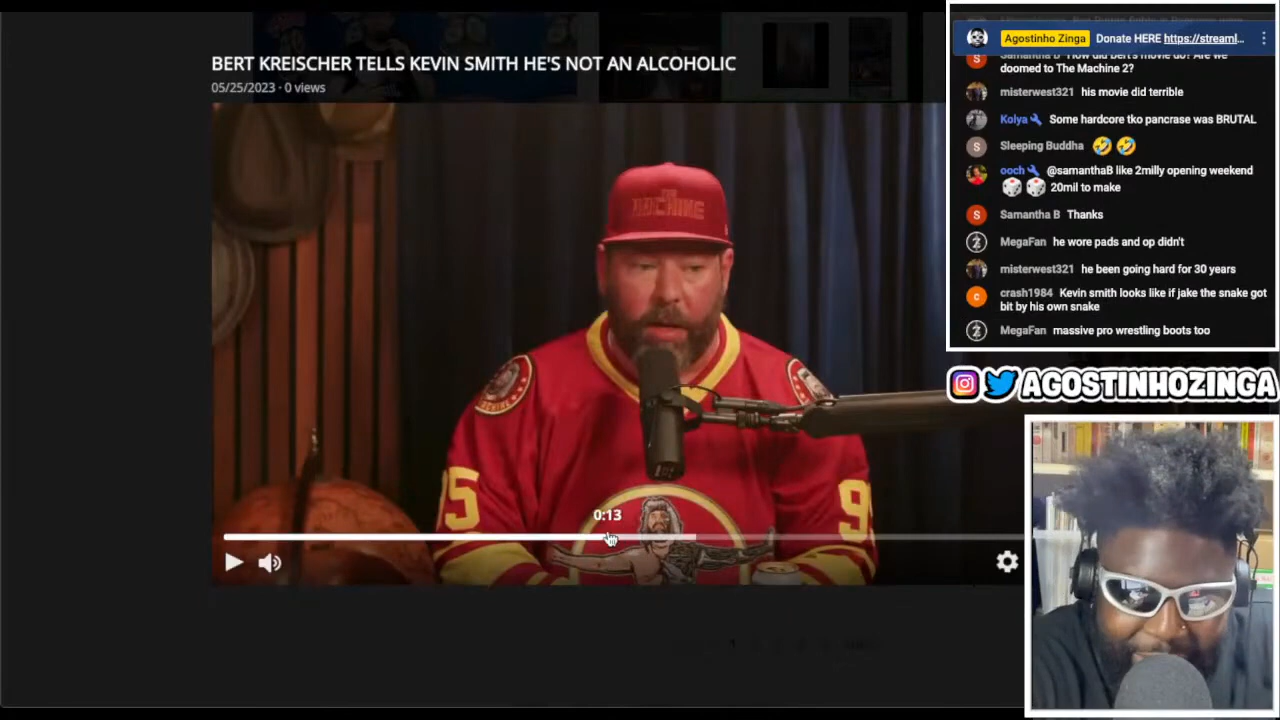 BERT KREISCHER TELLS KEVIN SMITH HE'S NOT AN ALCOHOLIC
05/25/2023 · 0 views
THE
MACHINE
95
9
0:13
Agostinho Zinga Donate HERE https://streaml...
Samantha B How did Bert's movie do? Are we
doomed to The Machine 2?
misterwest321 his movie did terrible
Kolya Some hardcore tko pancrase was BRUTAL
S Sleeping Buddha 🤣 🤣
ooch @samanthaB like 2milly opening weekend
🎲 🎲 20mil to make
S Samantha B Thanks
MegaFan he wore pads and op didn't
misterwest321 he been going hard for 30 years
c crash1984 Kevin smith looks like if jake the snake got
bit by his own snake
MegaFan massive pro wrestling boots too
AGOSTINHOZINGA